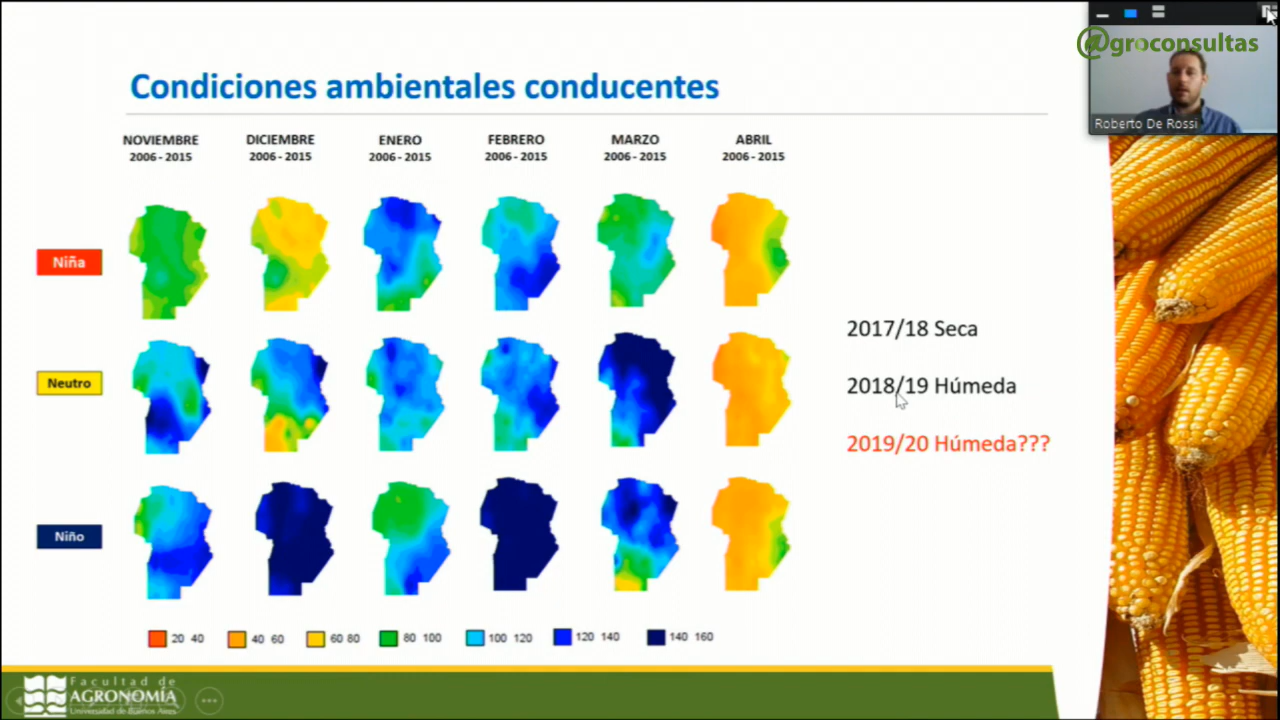 @groconsultas
Roberto De Rossi
Condiciones ambientales conducentes
NOVIEMBRE DICIEMBRE ENERO FEBRERO MARZO ABRIL
2006 - 2015 2006 - 2015 2006 - 2015 2006 - 2015 2006 - 2015 2006 - 2015
Niña
Neutro
Niño
2017/18 Seca
2018/19 Húmeda
2019/20 Húmeda???
20 40 40 60 60 80 80 100 100 120 120 140 140 160
Facultad de
AGRONOMÍA
Universidad de Buenos Aires